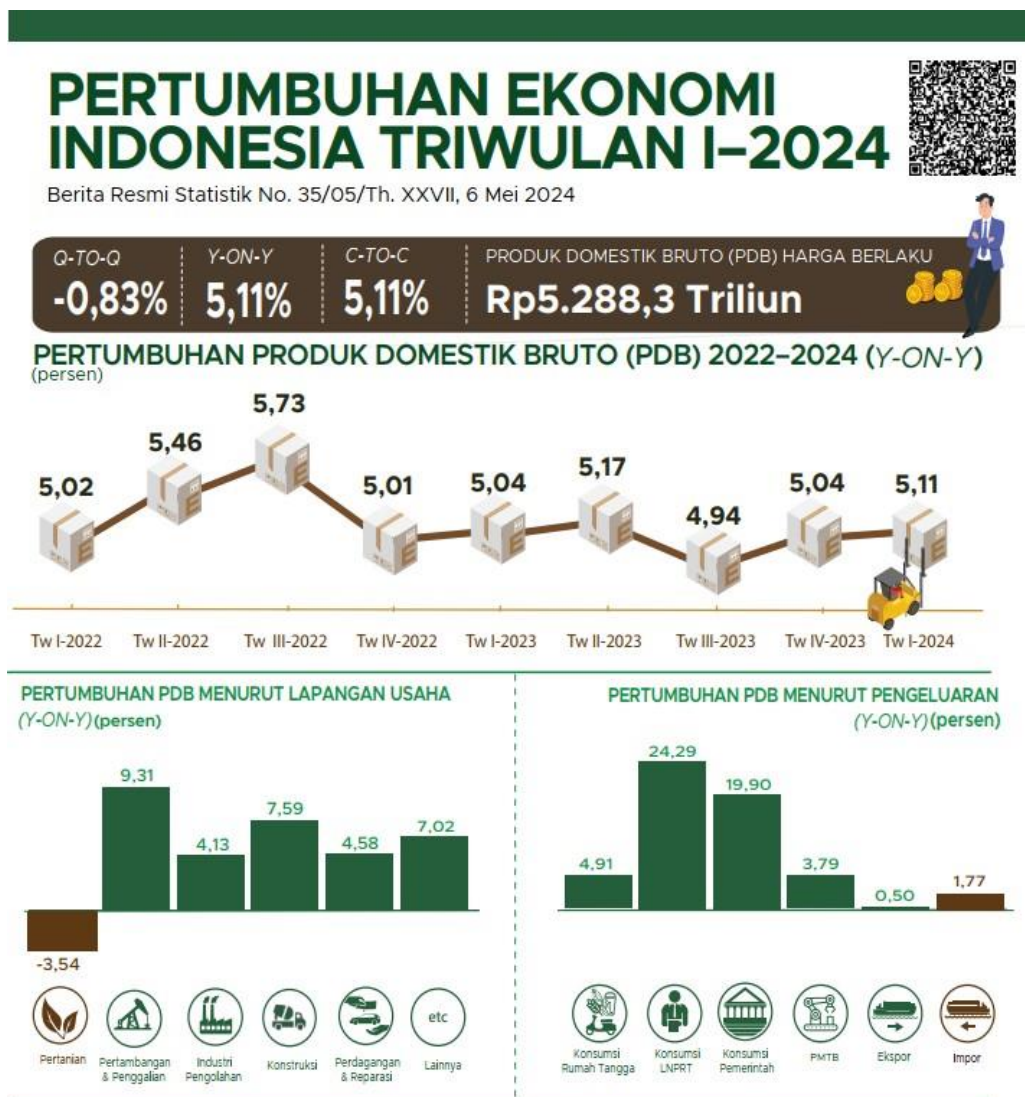 PERTUMBUHAN EKONOMI
INDONESIA TRIWULAN I–2024
Berita Resmi Statistik No. 35/05/Th. XXVII, 6 Mei 2024
Q-TO-Q
-0,83%
Y-ON-Y
5,11%
C-TO-C
5,11%
PRODUK DOMESTIK BRUTO (PDB) HARGA BERLAKU
Rp5.288,3 Triliun
PERTUMBUHAN PRODUK DOMESTIK BRUTO (PDB) 2022–2024 (Y-ON-Y)
(persen)
5,02
5,46
5,73
5,01
5,04
5,17
4,94
5,04
5,11
Tw I-2022
Tw II-2022
Tw III-2022
Tw IV-2022
Tw I-2023
Tw II-2023
Tw III-2023
Tw IV-2023
Tw I-2024
PERTUMBUHAN PDB MENURUT LAPANGAN USAHA
(Y-ON-Y) (persen)
-3,54
9,31
4,13
7,59
4,58
7,02
Pertanian
Pertambangan
& Penggalian
Industri
Pengolahan
Konstruksi
Perdagangan
& Reparasi
etc
Lainnya
PERTUMBUHAN PDB MENURUT PENGELUARAN
(Y-ON-Y) (persen)
4,91
24,29
19,90
3,79
0,50
1,77
Konsumsi
Rumah Tangga
Konsumsi
LNPRT
Konsumsi
Pemerintah
PMTB
Ekspor
Impor